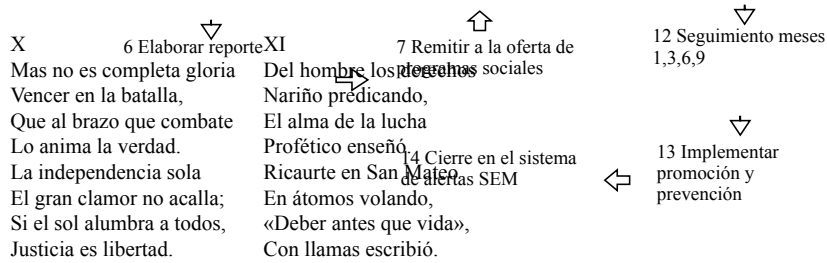 X
Mas no es completa gloria
Vencer en la batalla,
Que al brazo que combate
Lo anima la verdad.
La independencia sola
El gran clamor no acalla;
Si el sol alumbra a todos,
Justicia es libertad.
XI
Del hombre los derechos
Nariño predicando,
El alma de la lucha
Profético enseñó.
Ricaurte en San Mateo
En átomos volando,
«Deber antes que vida»,
Con llamas escribió.
6 Elaborar reporte
7 Remitir a la oferta de
programas sociales
12 Seguimiento meses
1,3,6,9
13 Implementar
promoción y
prevención
14 Cierre en el sistema
de alertas SEM